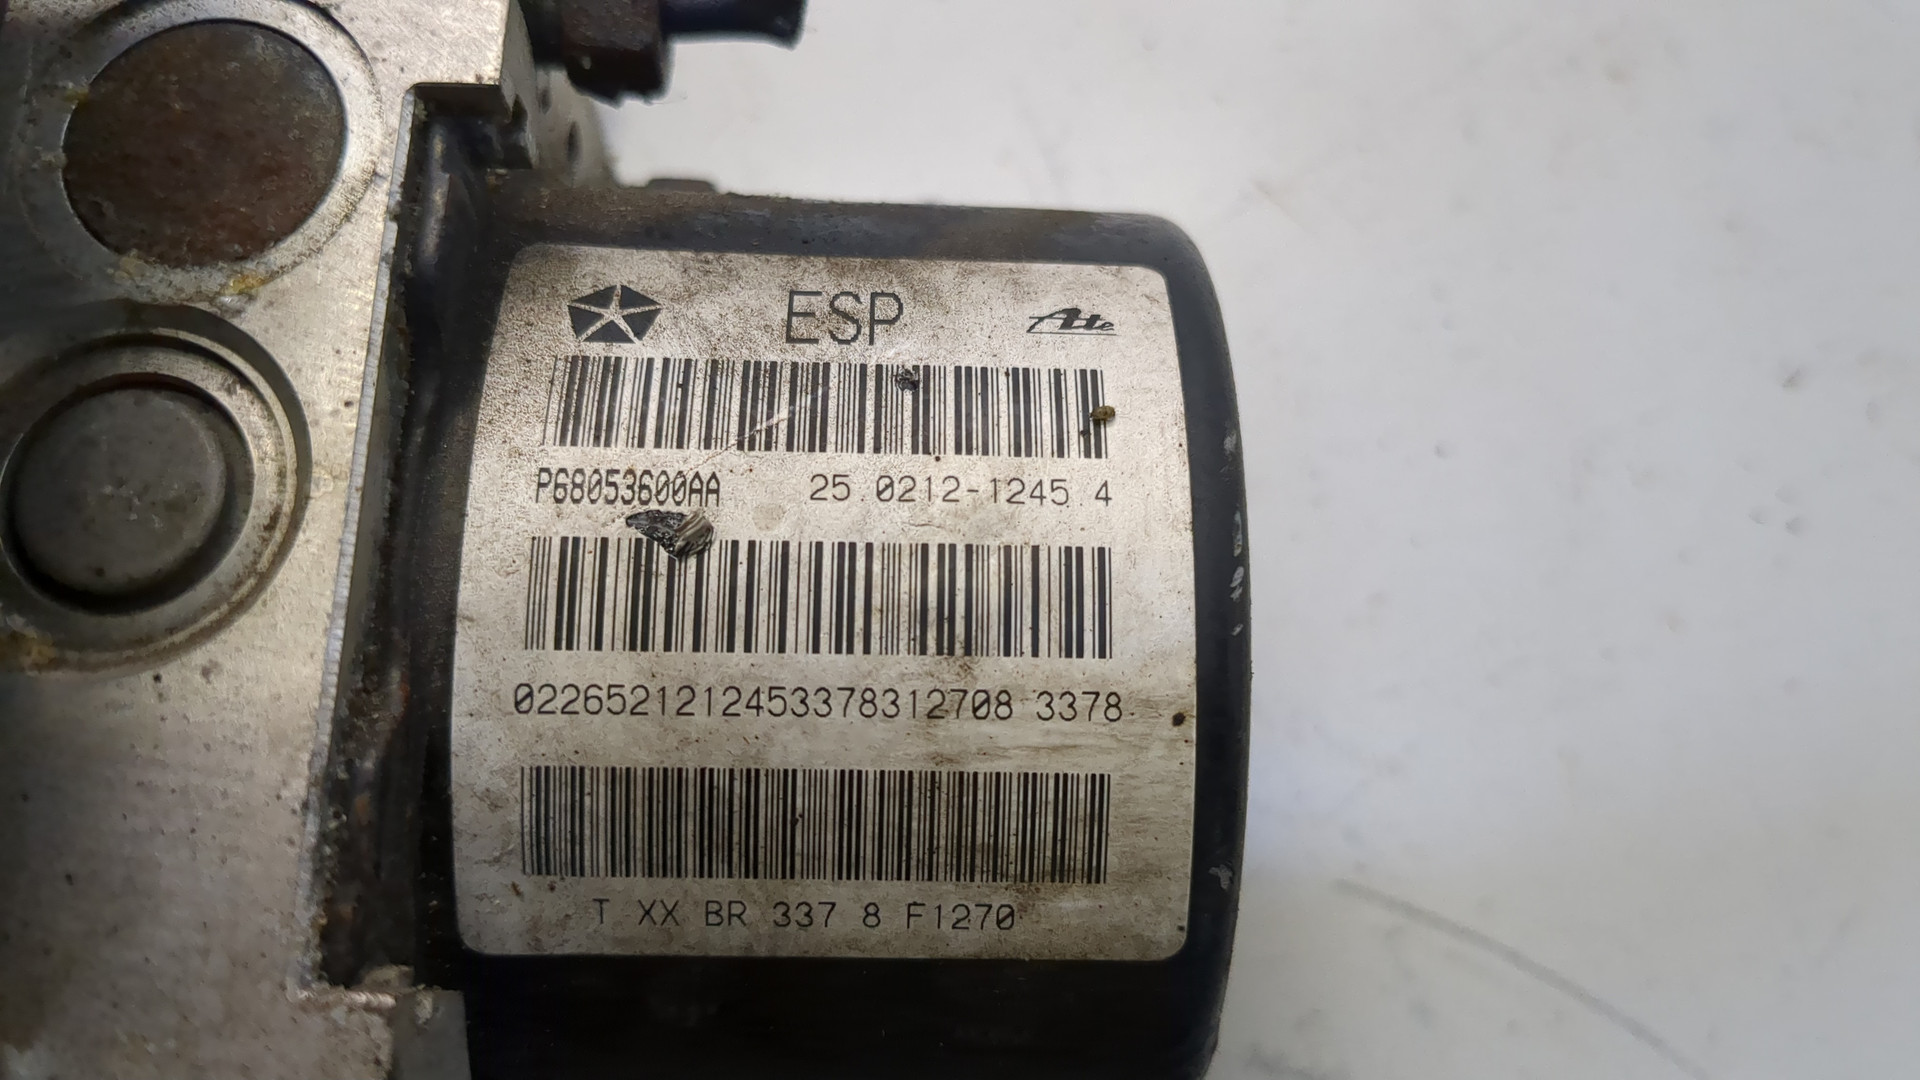 ESP Ate
P68053600AA 25.0212-1245.4
0226521212453378312708 3378
T XX BR 337 8 F1270